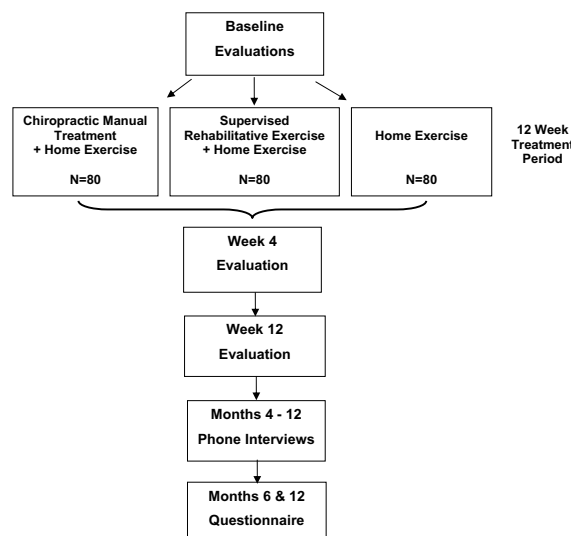 Baseline
Evaluations
Chiropractic Manual
Treatment
+ Home Exercise
N=80
Supervised
Rehabilitative Exercise
+ Home Exercise
N=80
Home Exercise
N=80
12 Week
Treatment
Period
Week 4
Evaluation
Week 12
Evaluation
Months 4 - 12
Phone Interviews
Months 6 & 12
Questionnaire